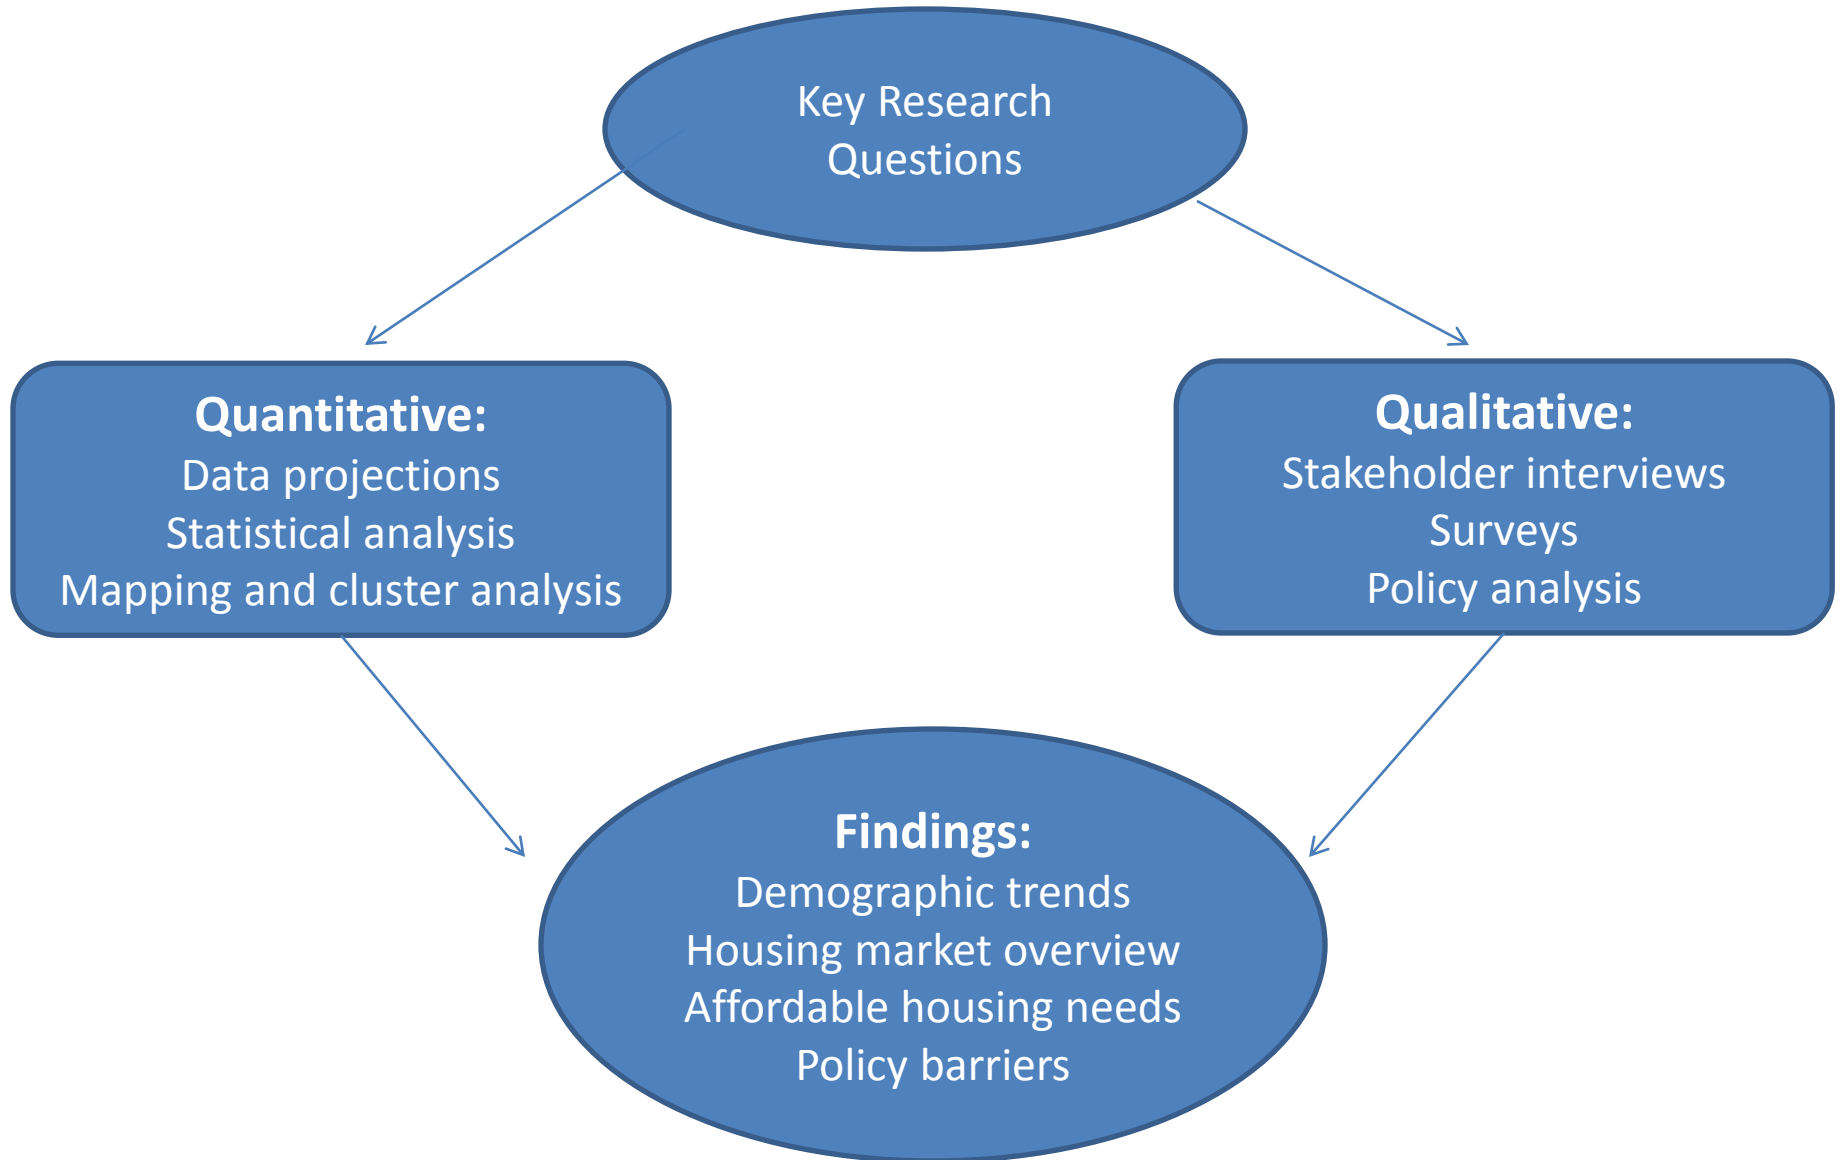 Key Research
Questions
Quantitative:
Data projections
Statistical analysis
Mapping and cluster analysis
Qualitative:
Stakeholder interviews
Surveys
Policy analysis
Findings:
Demographic trends
Housing market overview
Affordable housing needs
Policy barriers